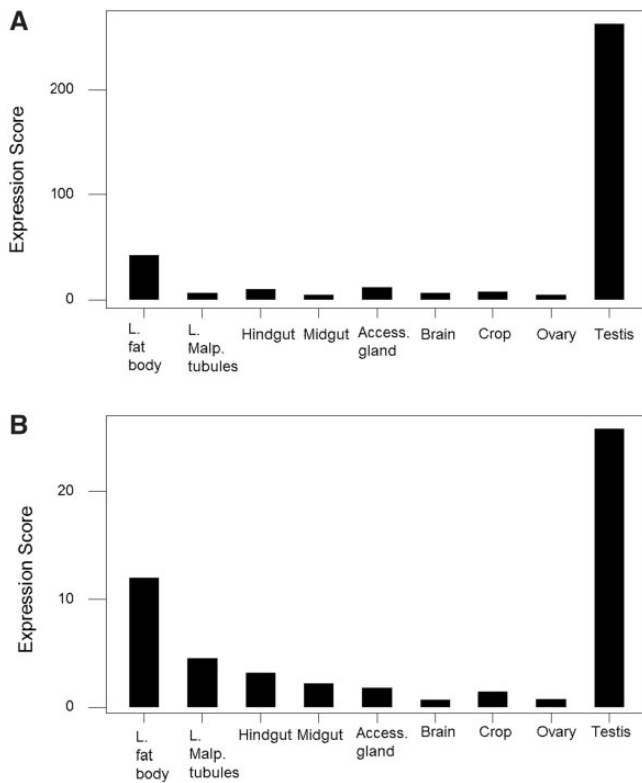 A
Expression Score
200
100
0
L. fat body
L. Malp. tubules
Hindgut
Midgut
Access. gland
Brain
Crop
Ovary
Testis
B
Expression Score
20
10
0
L. fat body
L. Malp. tubules
Hindgut
Midgut
Access. gland
Brain
Crop
Ovary
Testis